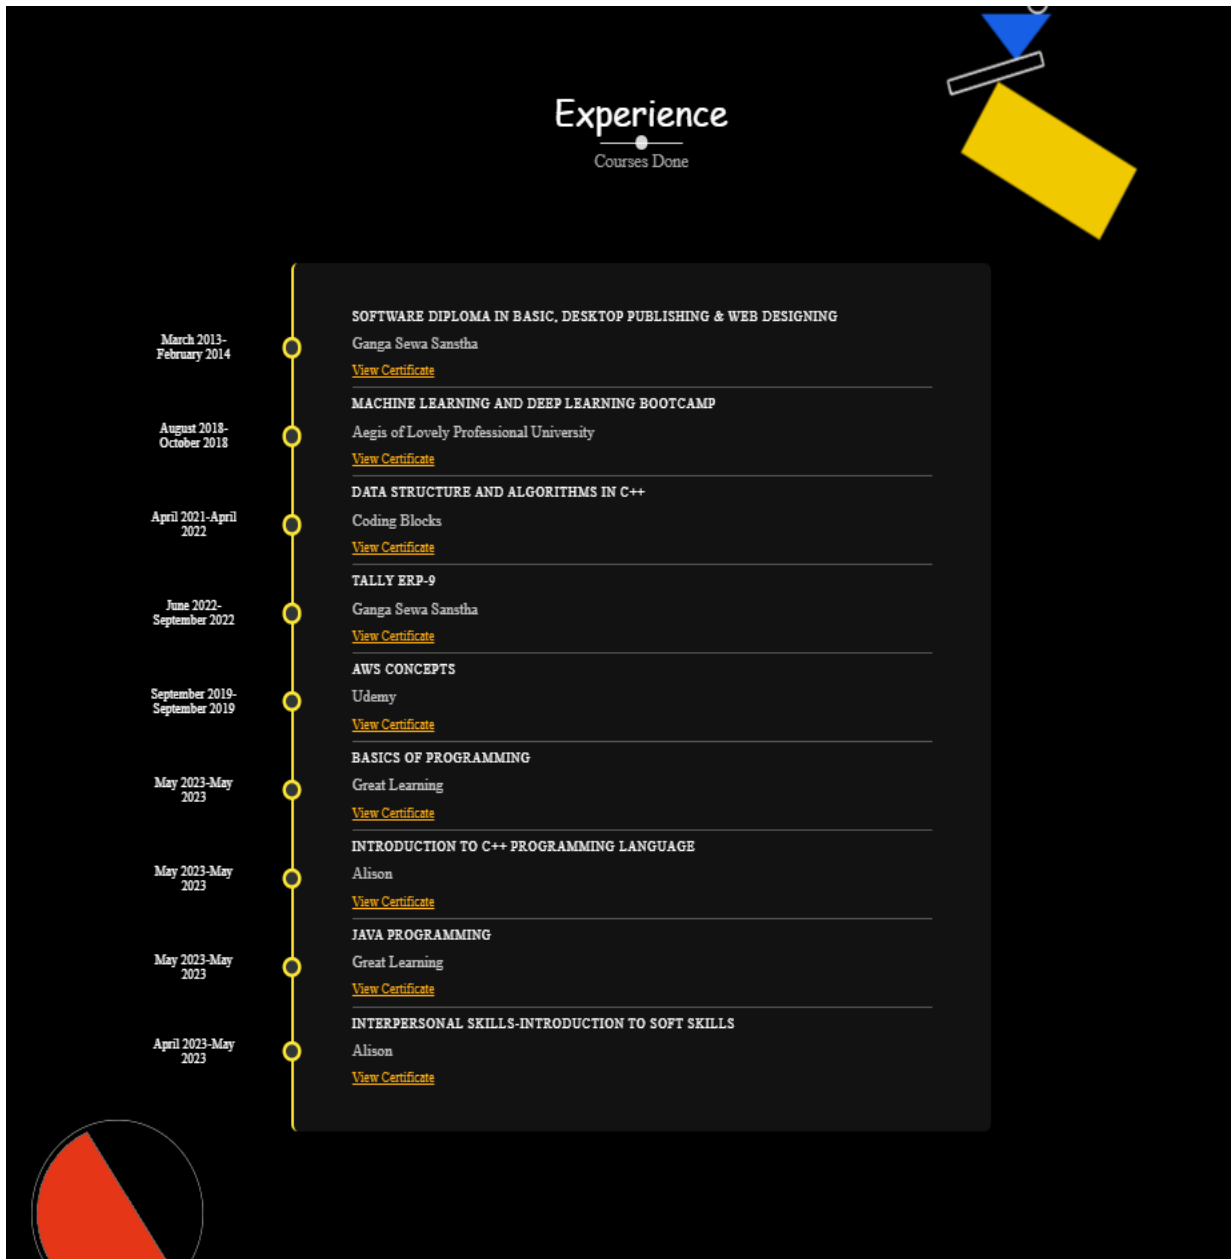 Experience
Courses Done
SOFTWARE DIPLOMA IN BASIC, DESKTOP PUBLISHING & WEB DESIGNING
March 2013-
February 2014
Ganga Sewa Sanstha
View Certificate
MACHINE LEARNING AND DEEP LEARNING BOOTCAMP
August 2018-
October 2018
Aegis of Lovely Professional University
View Certificate
DATA STRUCTURE AND ALGORITHMS IN C++
April 2021-April
2022
Coding Blocks
View Certificate
TALLY ERP-9
June 2022-
September 2022
Ganga Sewa Sanstha
View Certificate
AWS CONCEPTS
September 2019-
September 2019
Udemy
View Certificate
BASICS OF PROGRAMMING
May 2023-May
2023
Great Learning
View Certificate
INTRODUCTION TO C++ PROGRAMMING LANGUAGE
May 2023-May
2023
Alison
View Certificate
JAVA PROGRAMMING
May 2023-May
2023
Great Learning
View Certificate
INTERPERSONAL SKILLS-INTRODUCTION TO SOFT SKILLS
April 2023-May
2023
Alison
View Certificate